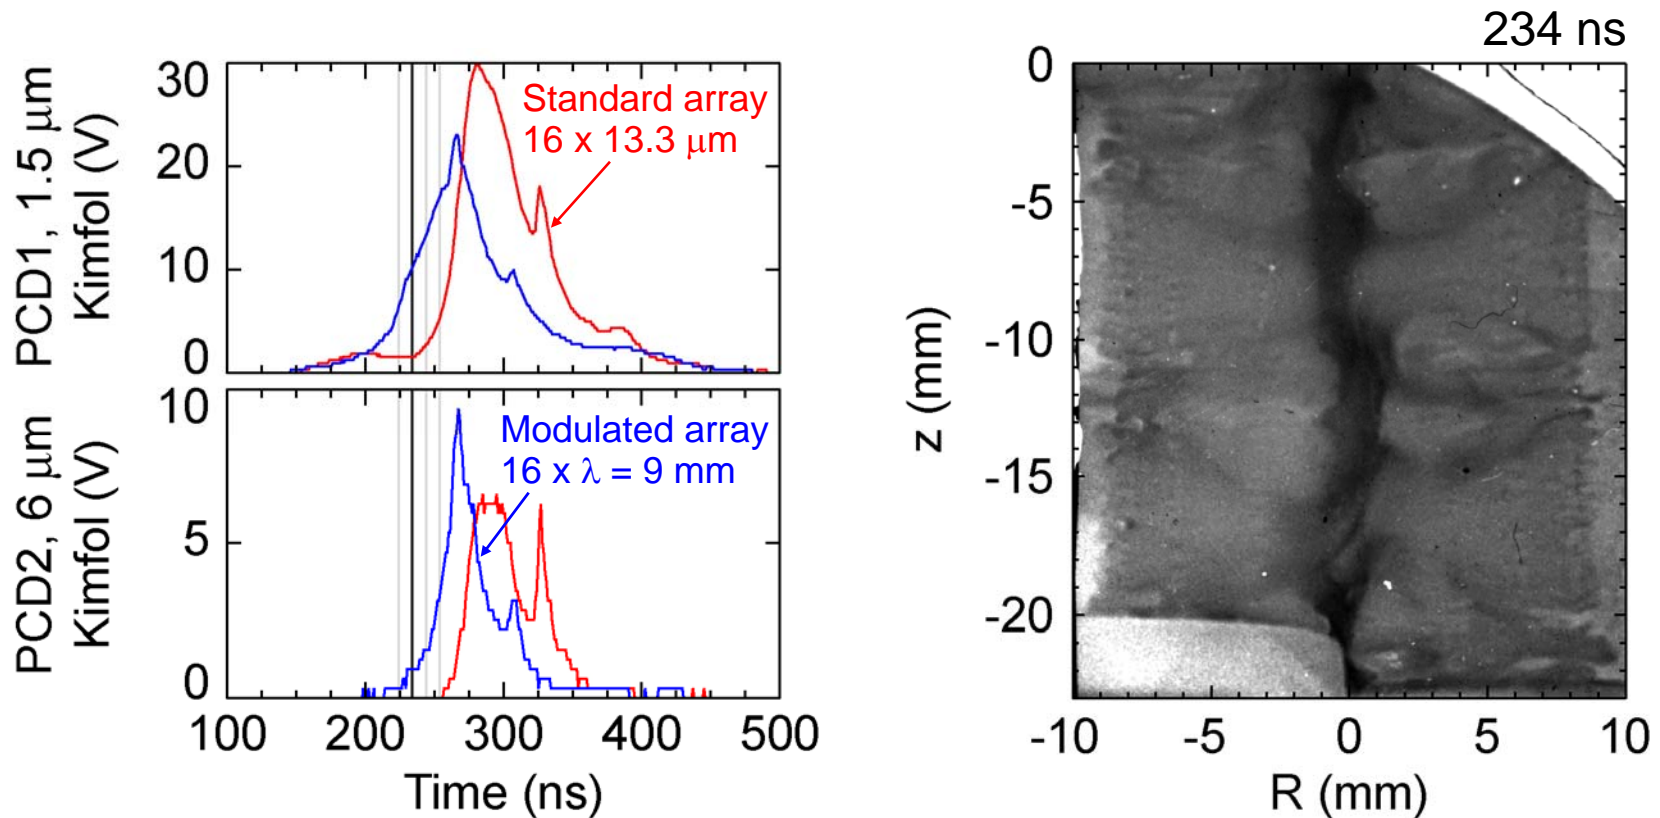 234 ns
PCD1, 1.5 μm
Kimfol (V)
30
20
10
0
Standard array
16 x 13.3 μm
PCD2, 6 μm
Kimfol (V)
10
5
0
Modulated array
16 x λ = 9 mm
100 200 300 400 500
Time (ns)
z (mm)
0
-5
-10
-15
-20
-10 -5 0 5 10
R (mm)